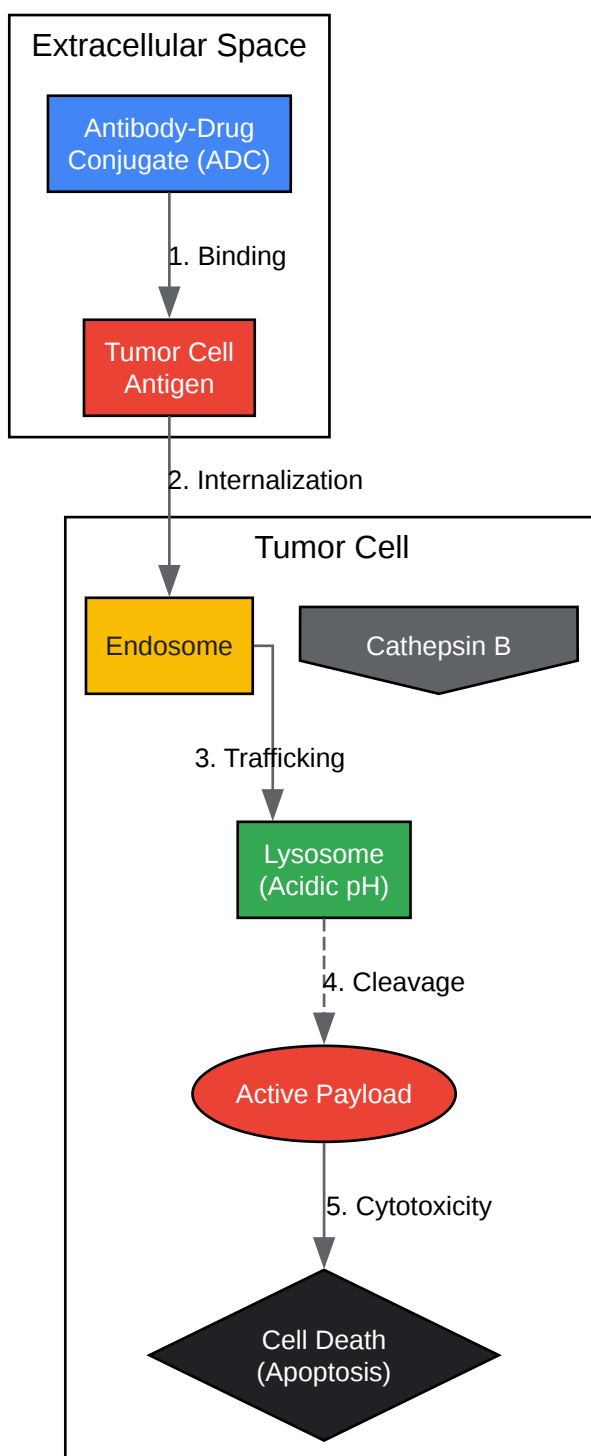 Extracellular Space
Antibody-Drug
Conjugate (ADC)
1. Binding
Tumor Cell
Antigen
2. Internalization
Tumor Cell
Endosome
Cathepsin B
3. Trafficking
Lysosome
(Acidic pH)
4. Cleavage
Active Payload
5. Cytotoxicity
Cell Death
(Apoptosis)